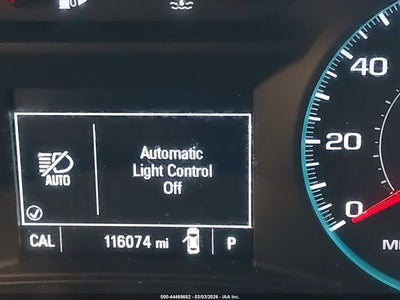 40
20
0
AUTO
Automatic
Light Control
Off
CAL 116074 mi P
000-44465682 - 03/03/2026 - IAA Inc.